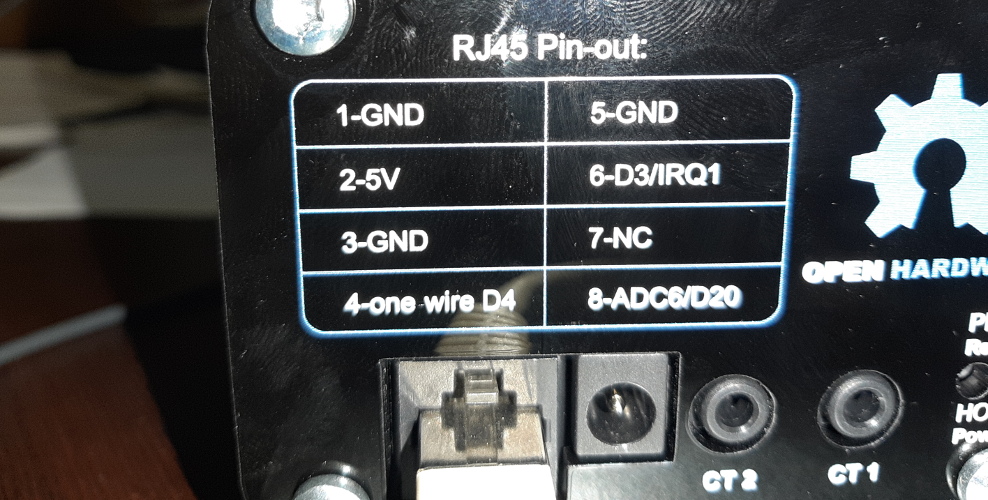 RJ45 Pin-out:
1-GND
5-GND
2-5V
6-D3/IRQ1
3-GND
7-NC
4-one wire D4
8-ADC6/D20
OPEN HARDW
CT 2
CT 1